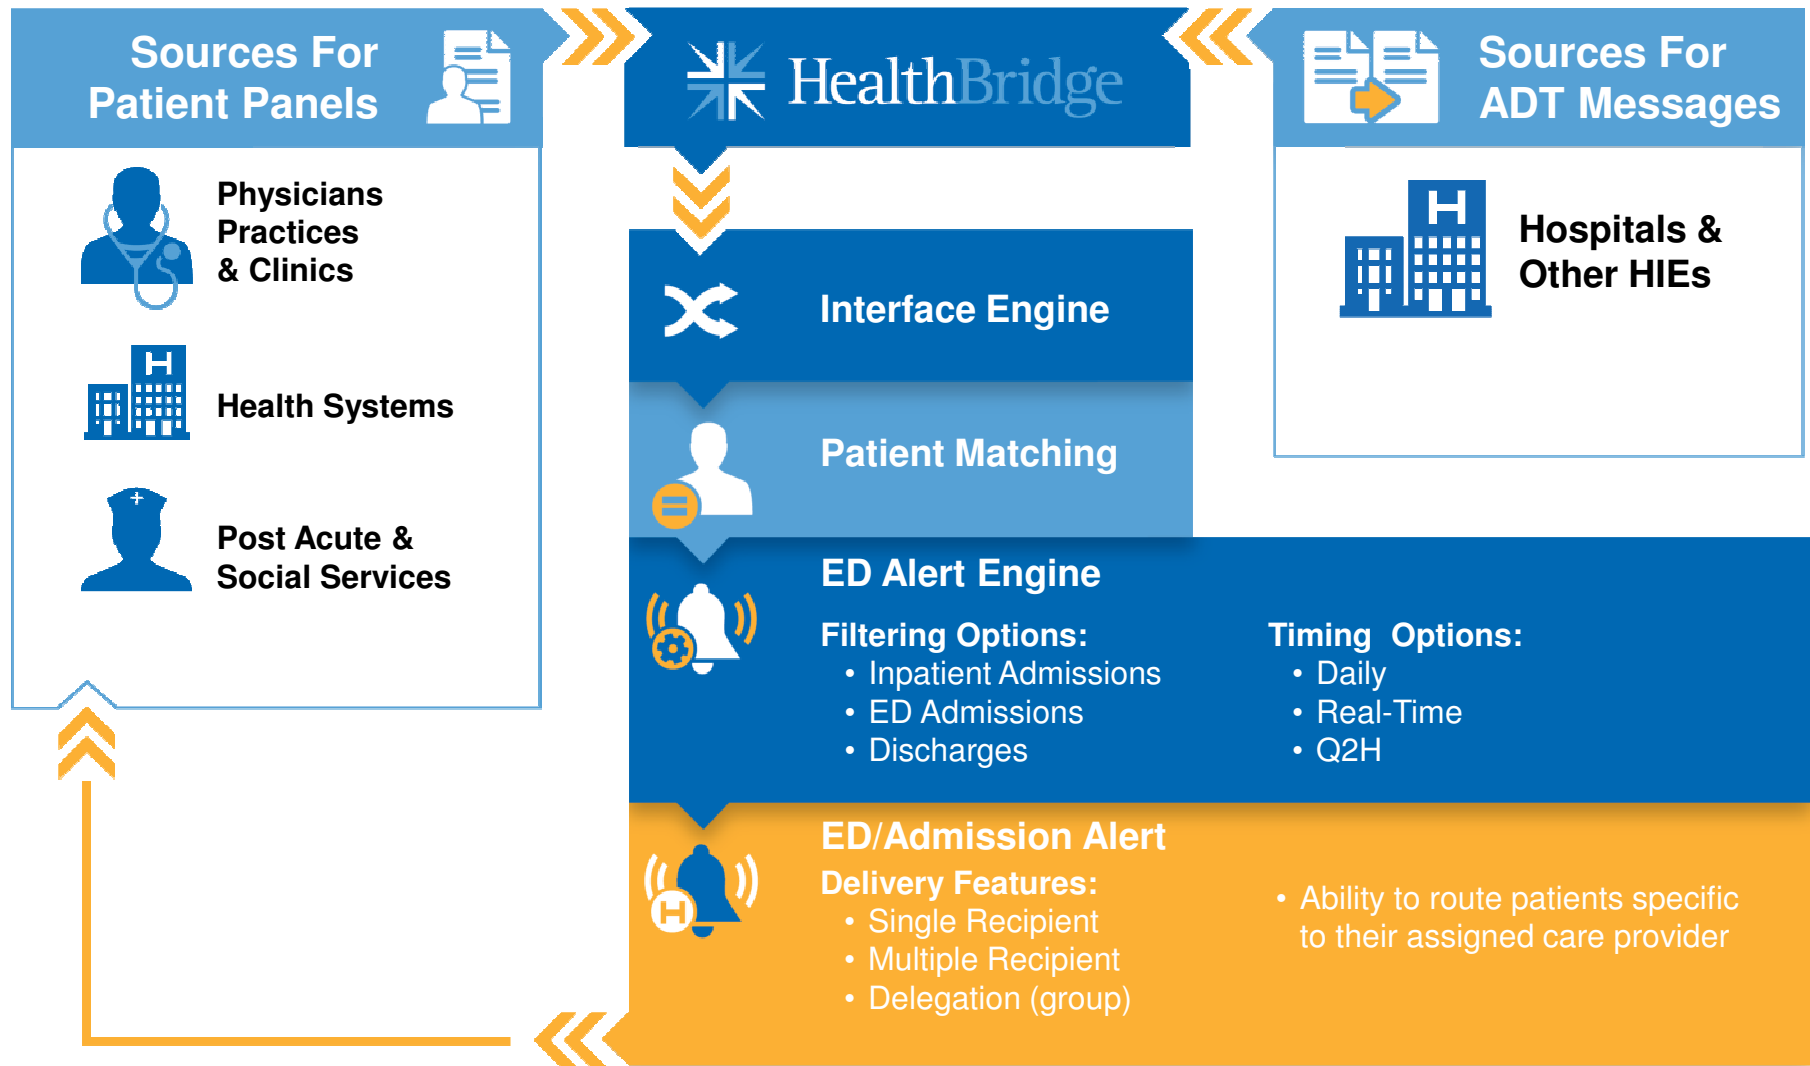 Sources For
Patient Panels
Physicians
Practices
& Clinics
H
Health Systems
Post Acute &
Social Services
HealthBridge
Interface Engine
Patient Matching
ED Alert Engine
Filtering Options:
• Inpatient Admissions
• ED Admissions
• Discharges
Timing Options:
• Daily
• Real-Time
• Q2H
ED/Admission Alert
H
Delivery Features:
• Single Recipient
• Multiple Recipient
• Delegation (group)
• Ability to route patients specific
to their assigned care provider
Sources For
ADT Messages
H
Hospitals &
Other HIEs